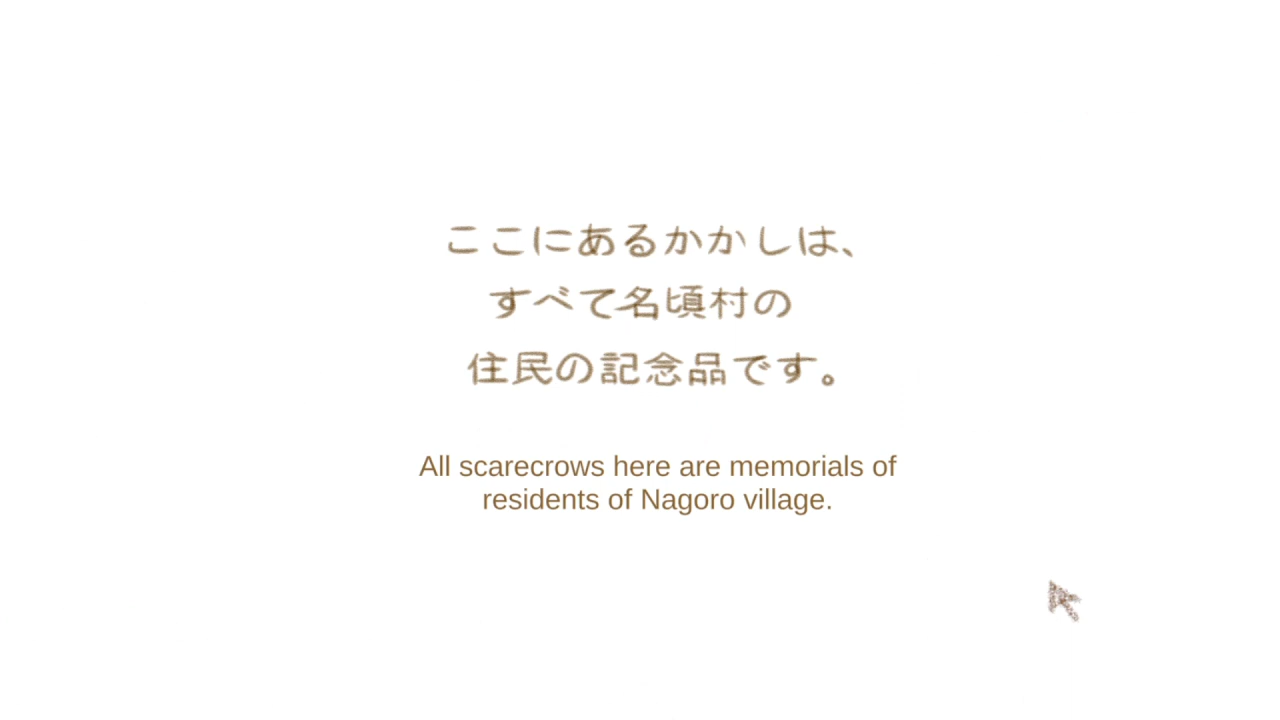 ここにあるかかしは、
すべて名頃村の
住民の記念品です。
All scarecrows here are memorials of
residents of Nagoro village.